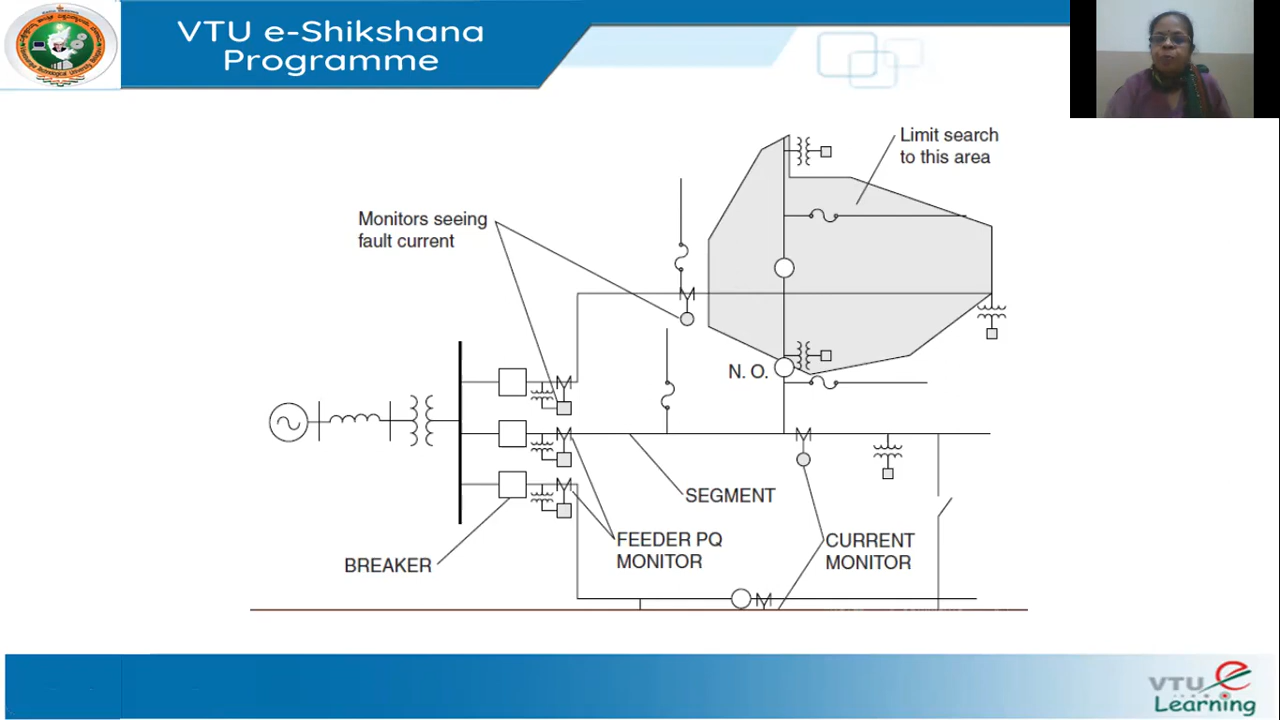 VTU e-Shikshana
Programme
Limit search
to this area
Monitors seeing
fault current
N. O.
SEGMENT
FEEDER PQ
MONITOR
CURRENT
MONITOR
BREAKER
VTU e
Learning